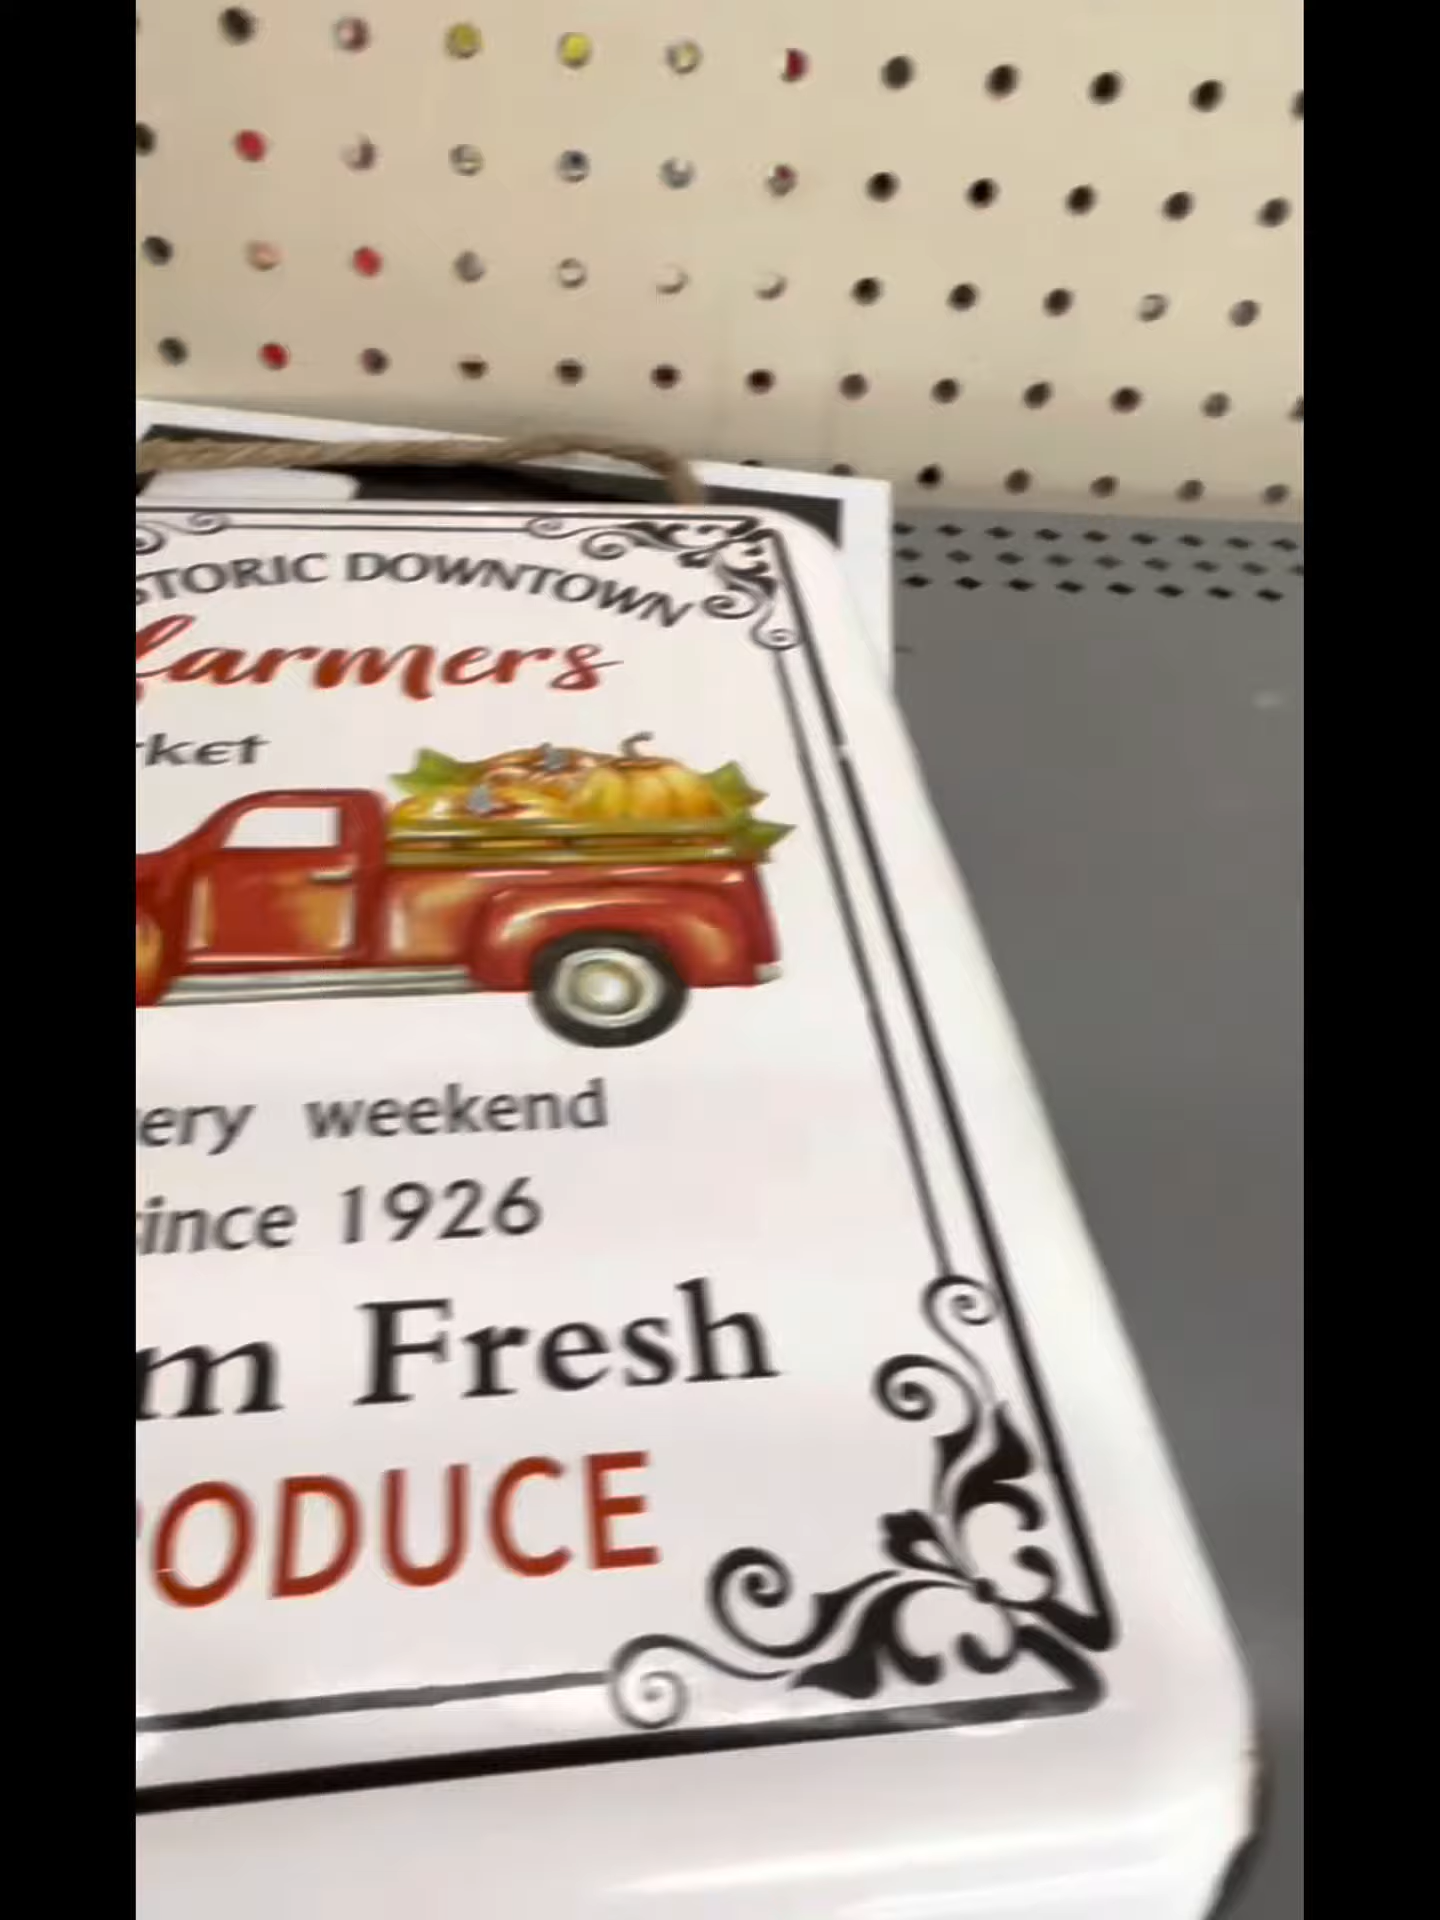 STORIC DOWNTOWN
farmers
rket
ery weekend
since 1926
m Fresh
ODUCE